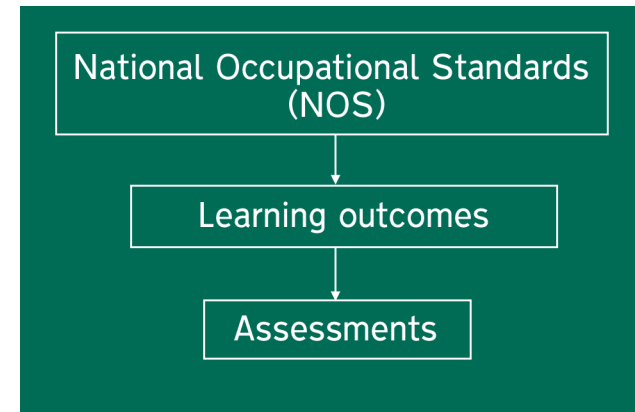 National Occupational Standards
(NOS)
Learning outcomes
Assessments